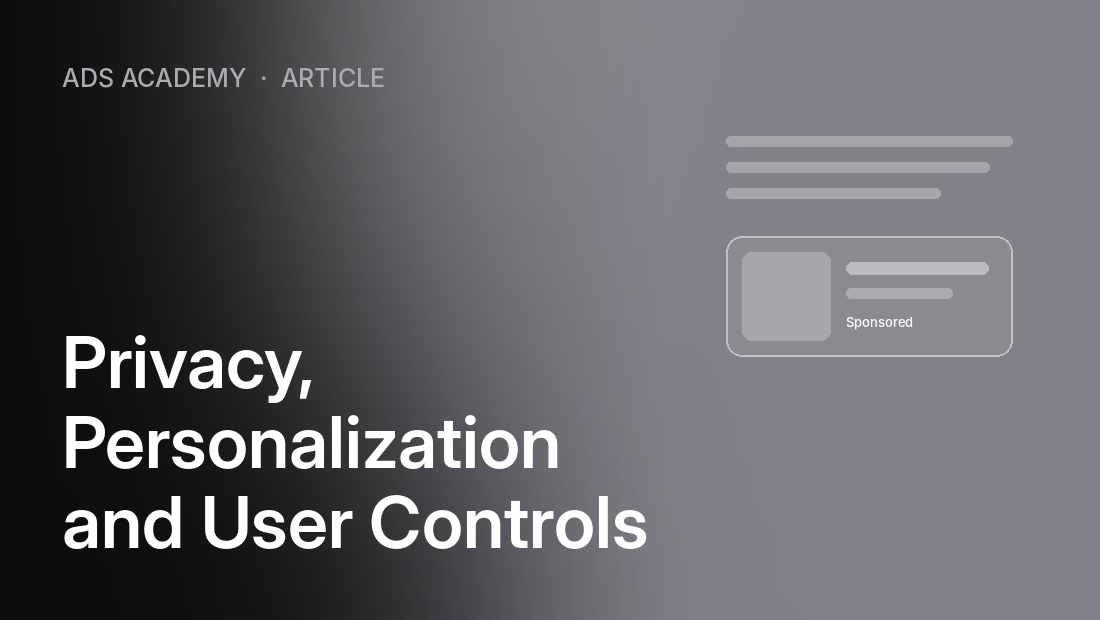 ADS ACADEMY · ARTICLE
Sponsored
Privacy,
Personalization
and User Controls